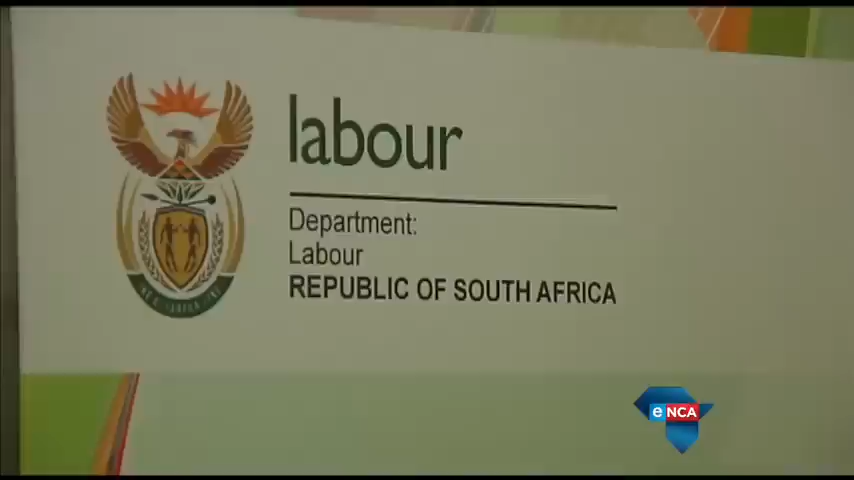 labour
Department:
Labour
REPUBLIC OF SOUTH AFRICA
eNCA